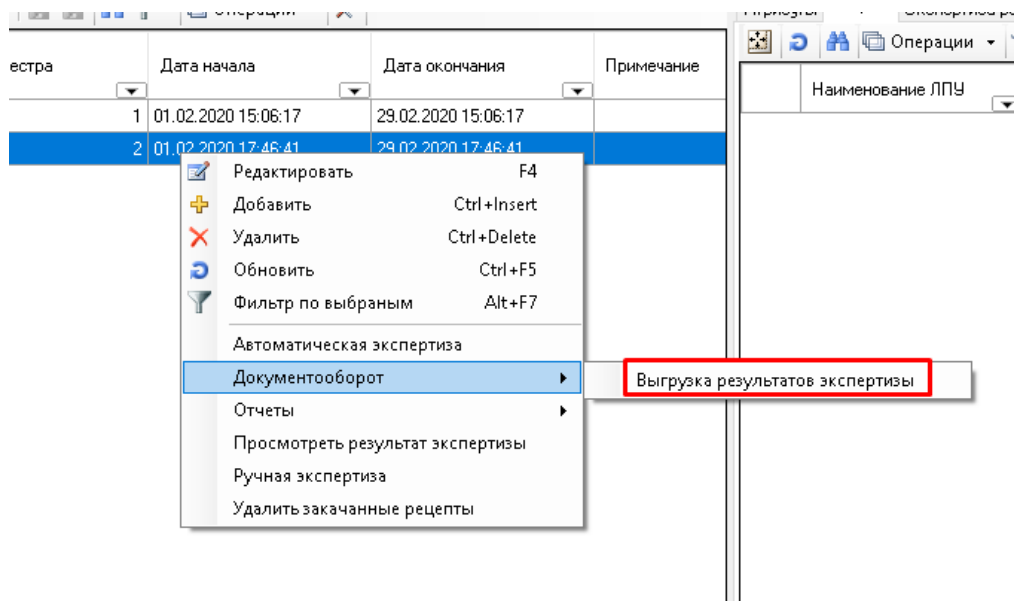 Операции
Атрибуты
Экспертиза
Операции
естра Дата начала Дата окончания Примечание
Наименование ЛПУ
1 01.02.2020 15:06:17 29.02.2020 15:06:17
2 01.02.2020 17:46:41 29.02.2020 17:46:41
Редактировать F4
Добавить Ctrl+Insert
Удалить Ctrl+Delete
Обновить Ctrl+F5
Фильтр по выбраным Alt+F7
Автоматическая экспертиза
Документооборот
Выгрузка результатов экспертизы
Отчеты
Просмотреть результат экспертизы
Ручная экспертиза
Удалить закачанные рецепты